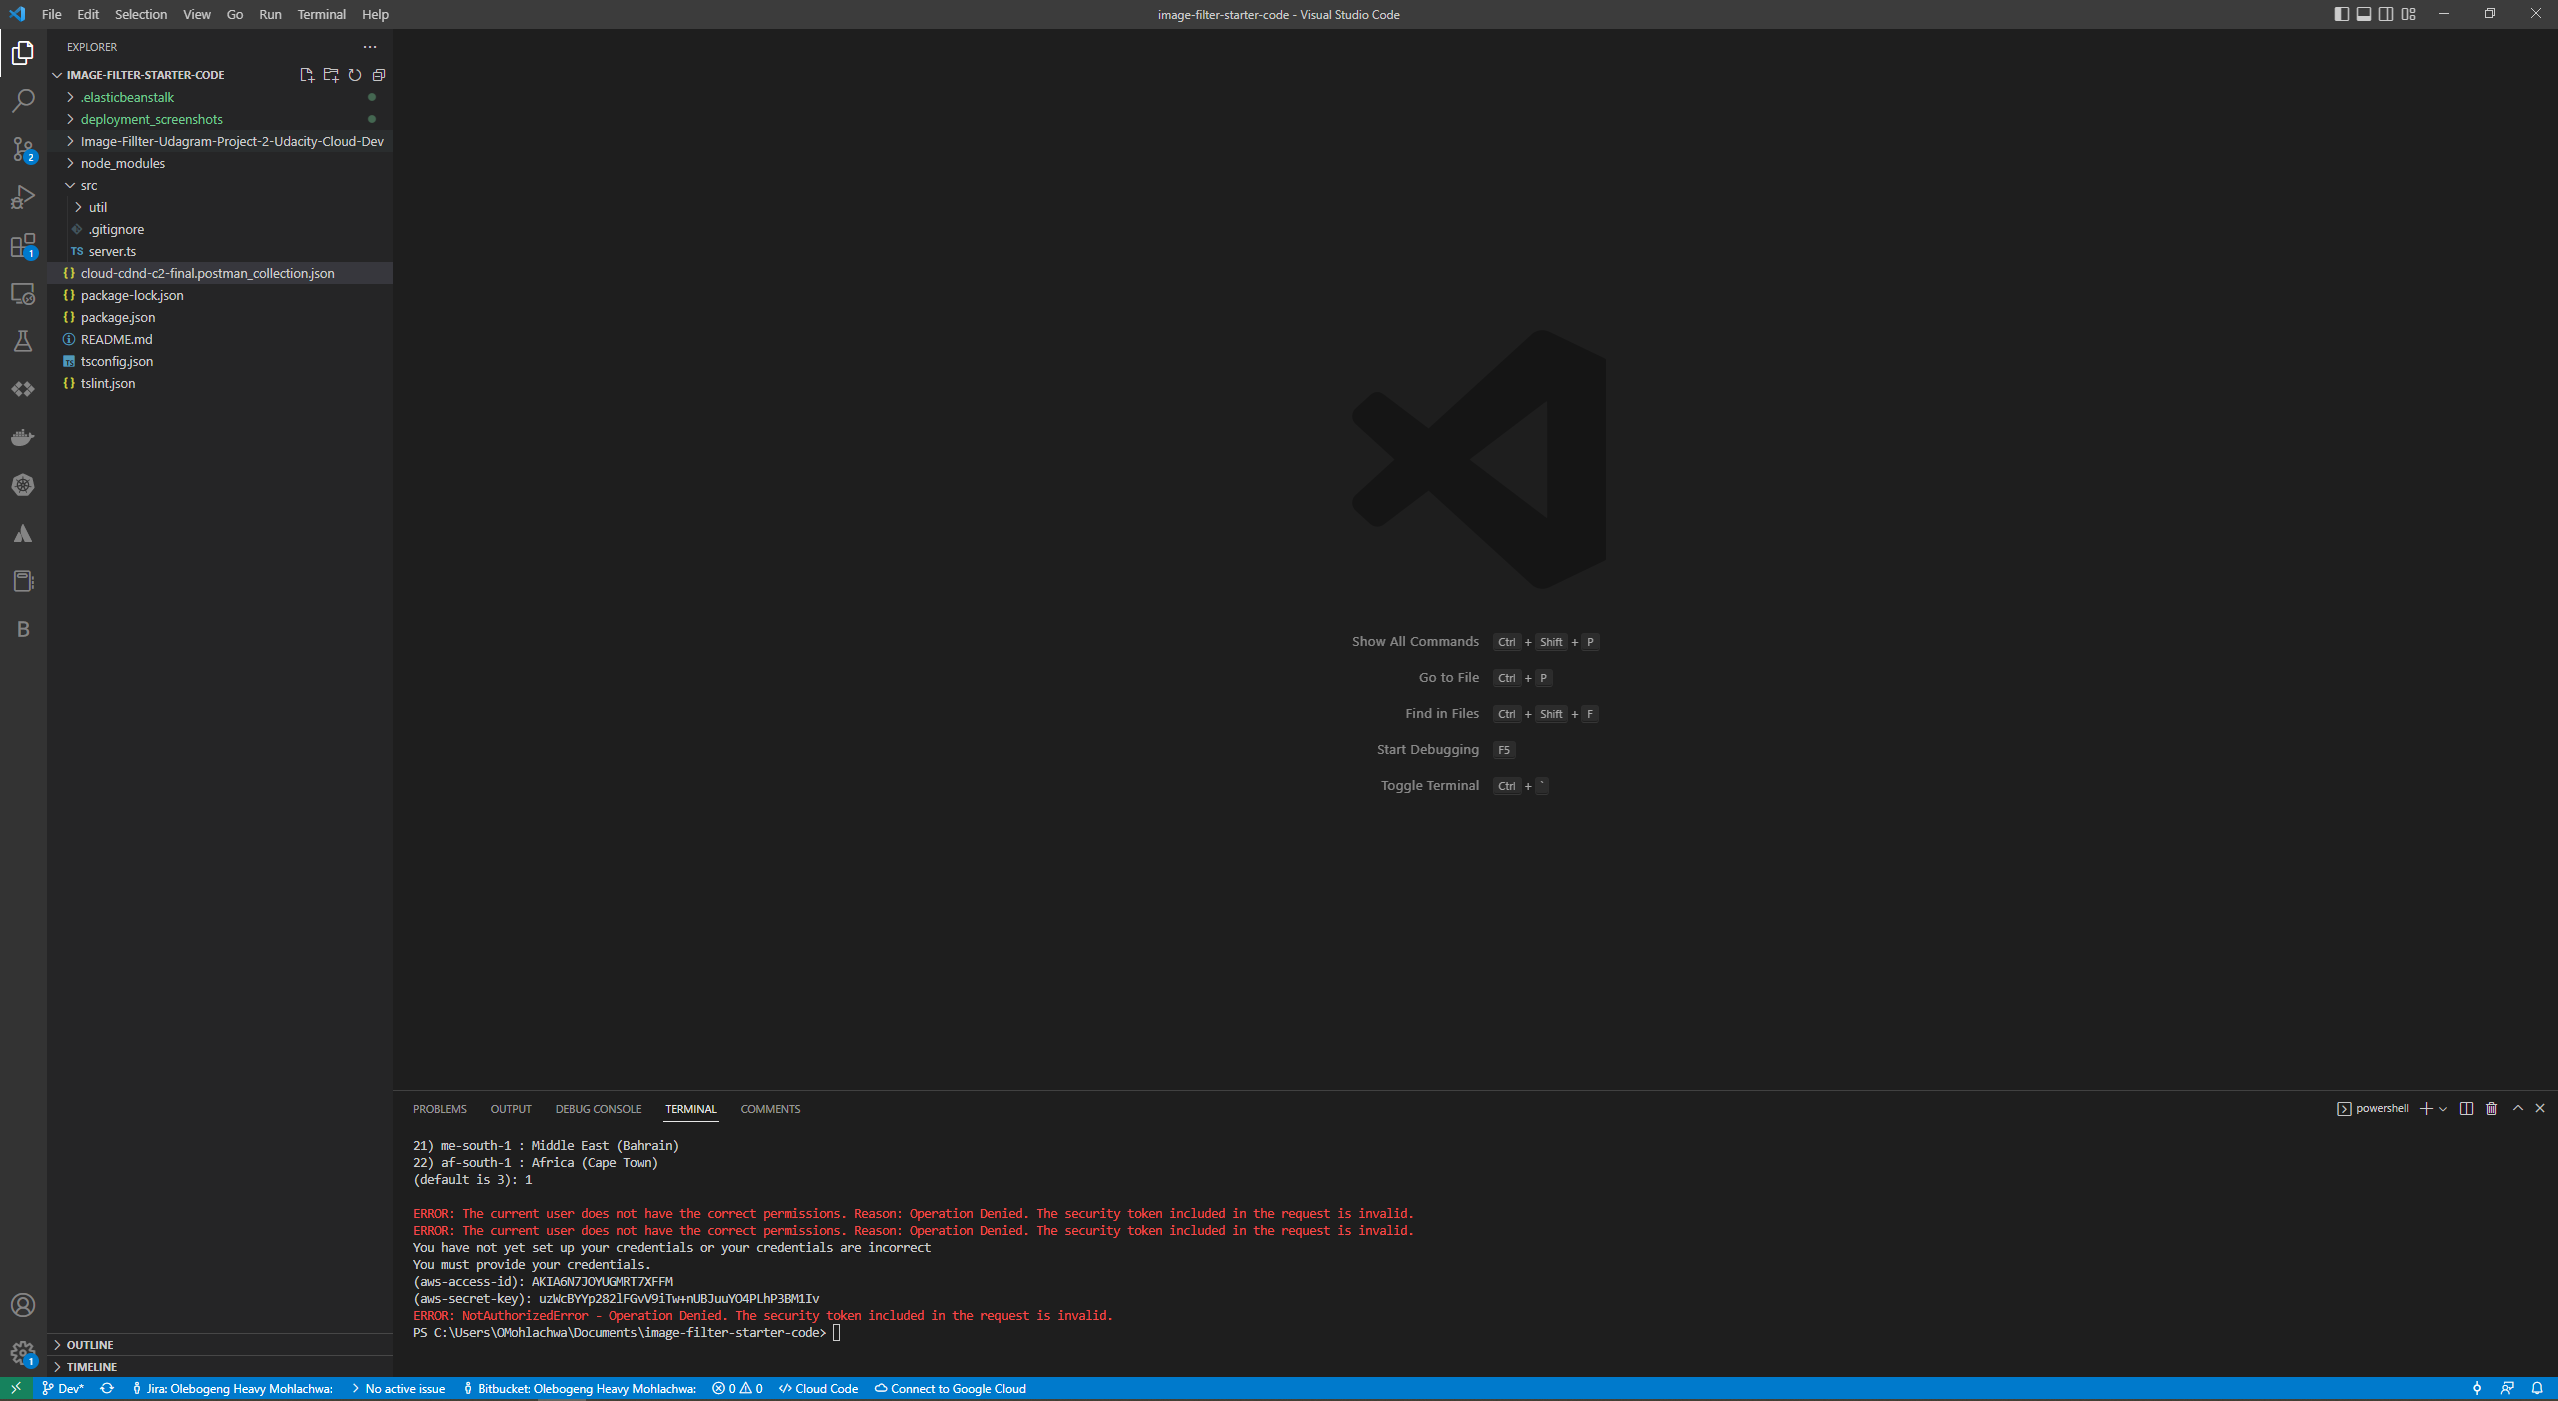 File Edit Selection View Go Run Terminal Help
image-filter-starter-code - Visual Studio Code
EXPLORER
IMAGE-FILTER-STARTER-CODE
.elasticbeanstalk
deployment_screenshots
Image-Fillter-Udagram-Project-2-Udacity-Cloud-Dev
node_modules
src
util
.gitignore
TS server.ts
{} cloud-cdnd-c2-final.postman_collection.json
{} package-lock.json
{} package.json
README.md
TS tsconfig.json
{} tslint.json
2
1
B
Show All Commands Ctrl + Shift + P
Go to File Ctrl + P
Find in Files Ctrl + Shift + F
Start Debugging F5
Toggle Terminal Ctrl + `
PROBLEMS OUTPUT DEBUG CONSOLE TERMINAL COMMENTS
powershell
21) me-south-1 : Middle East (Bahrain)
22) af-south-1 : Africa (Cape Town)
(default is 3): 1
ERROR: The current user does not have the correct permissions. Reason: Operation Denied. The security token included in the request is invalid.
ERROR: The current user does not have the correct permissions. Reason: Operation Denied. The security token included in the request is invalid.
You have not yet set up your credentials or your credentials are incorrect
You must provide your credentials.
(aws-access-id): AKIA6N7JOYUGMRT7XFFM
(aws-secret-key): uzWcBYYp282lFGvV9iTw+nUBJuuYO4PLhP3BM1Iv
ERROR: NotAuthorizedError - Operation Denied. The security token included in the request is invalid.
PS C:\Users\OMohlachwa\Documents\image-filter-starter-code>
OUTLINE
1
TIMELINE
Dev* Jira: Olebogeng Heavy Mohlachwa: No active issue Bitbucket: Olebogeng Heavy Mohlachwa: 0 0 Cloud Code Connect to Google Cloud